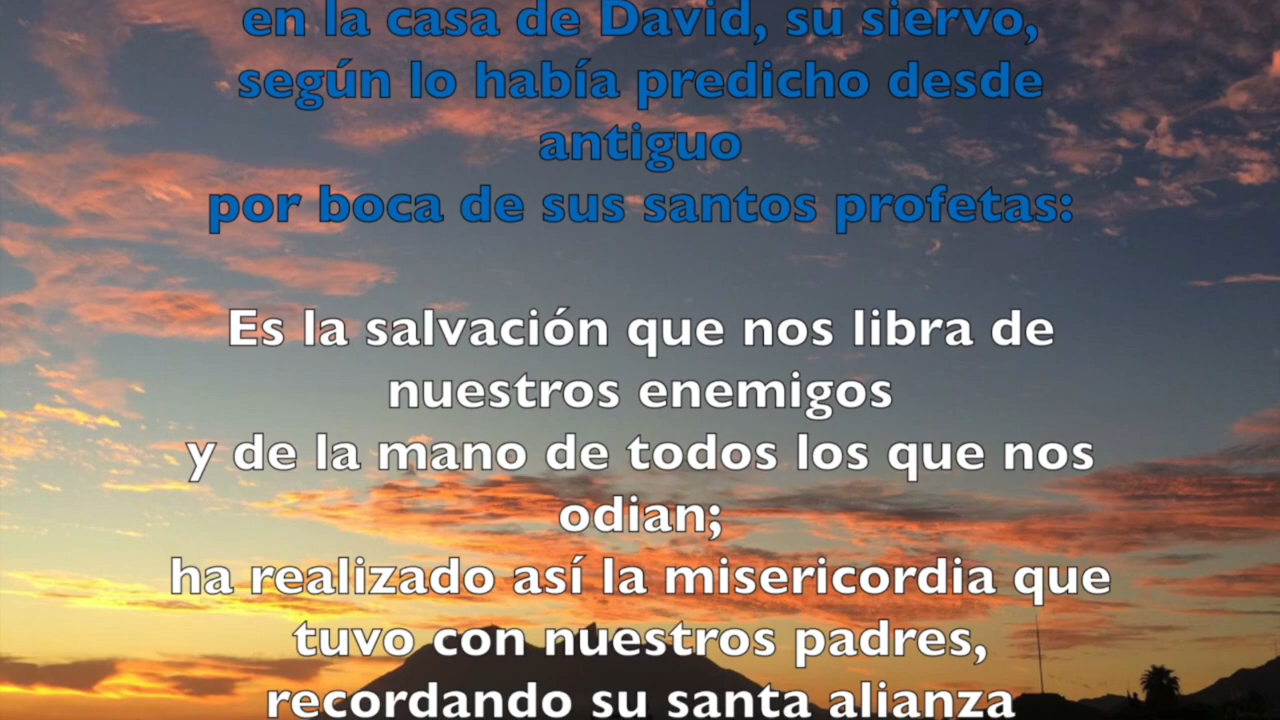 en la casa de David, su siervo,
según lo había predicho desde
antiguo
por boca de sus santos profetas:
Es la salvación que nos libra de
nuestros enemigos
y de la mano de todos los que nos
odian;
ha realizado así la misericordia que
tuvo con nuestros padres,
recordando su santa alianza